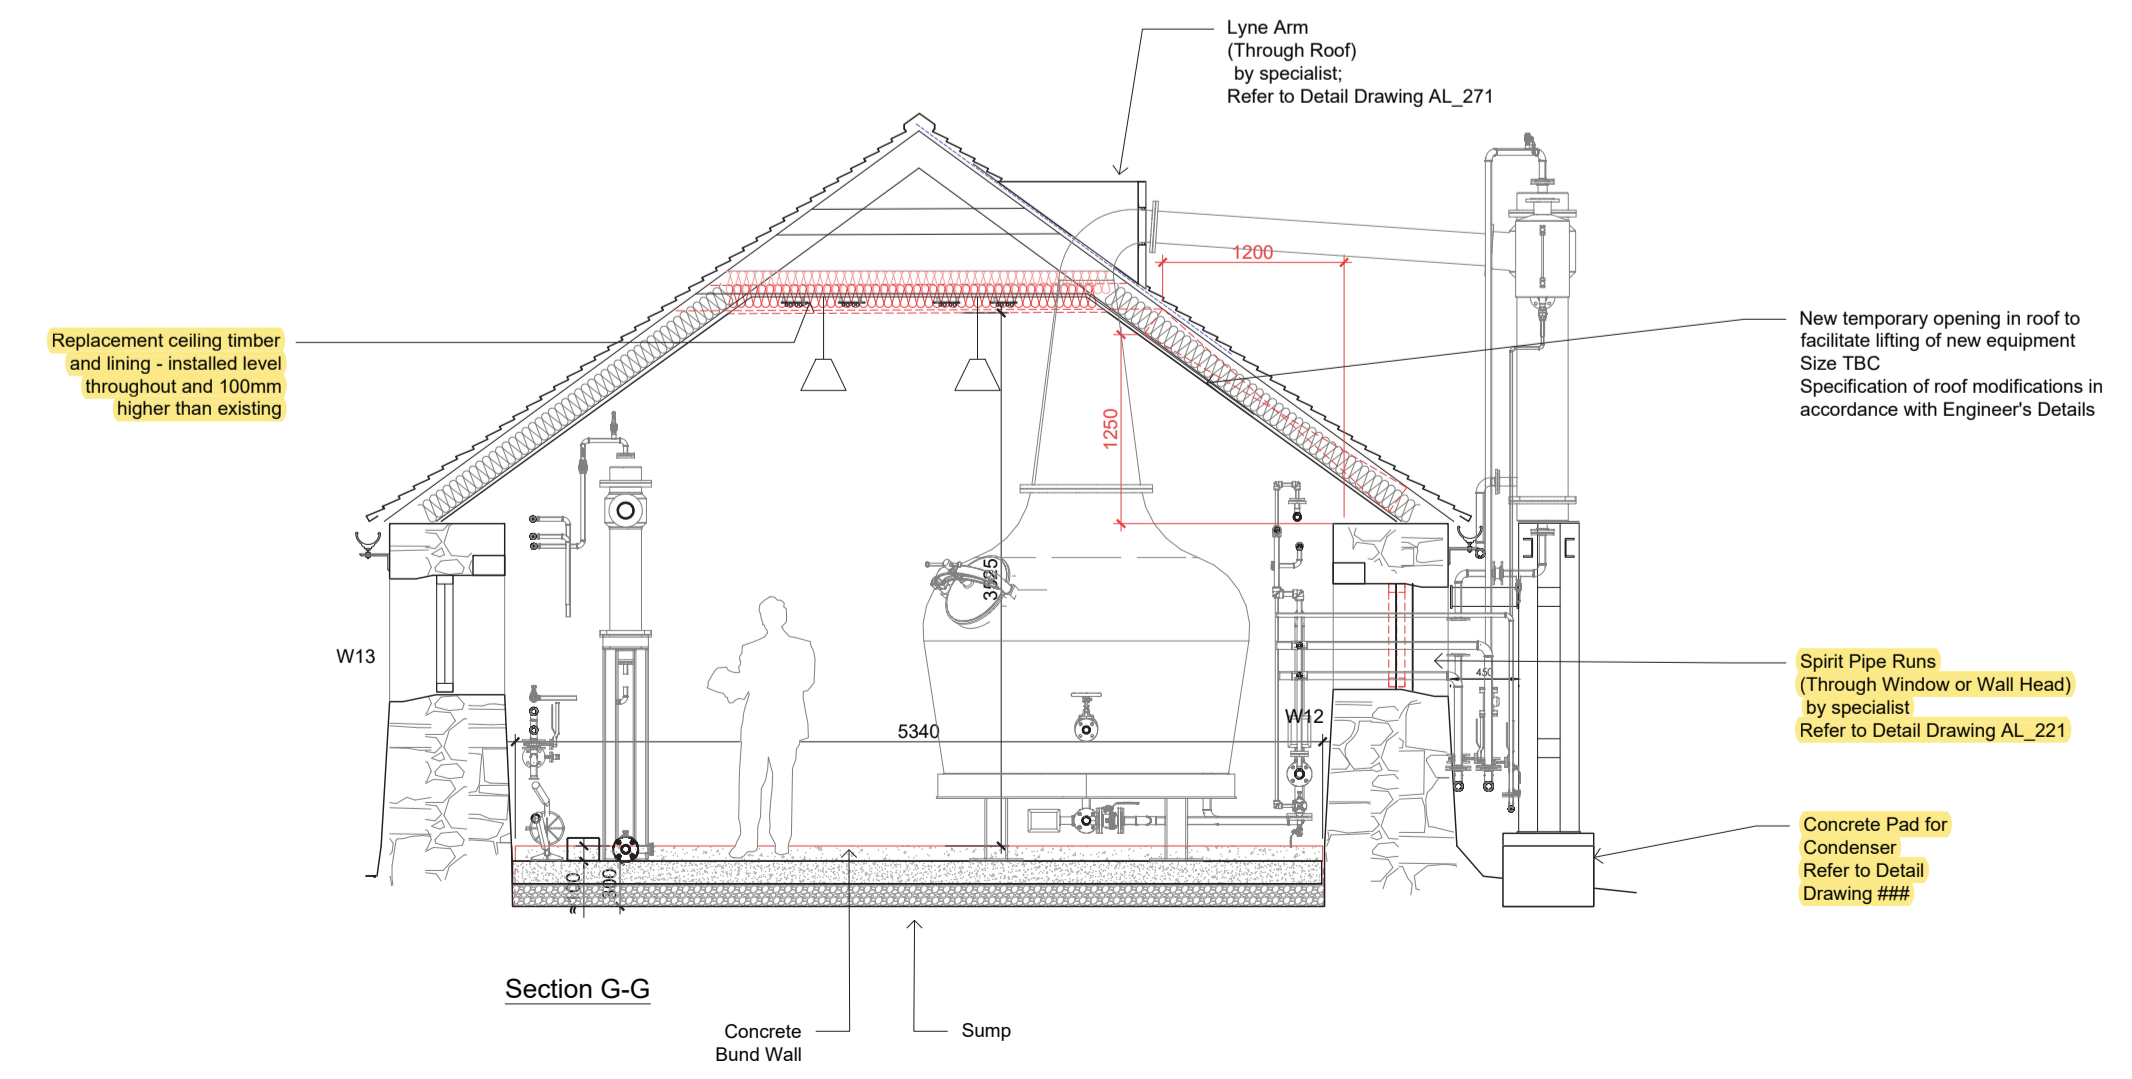 Lyne Arm
(Through Roof)
by specialist;
Refer to Detail Drawing AL_271
1200
New temporary opening in roof to
facilitate lifting of new equipment
Size TBC
Specification of roof modifications in
accordance with Engineer's Details
Replacement ceiling timber
and lining - installed level
throughout and 100mm
higher than existing
1250
3525
W13
Spirit Pipe Runs
(Through Window or Wall Head)
by specialist
Refer to Detail Drawing AL_221
450
W12
5340
Concrete Pad for
Condenser
Refer to Detail
Drawing ###
≈100
300
Section G-G
Concrete
Bund Wall
Sump